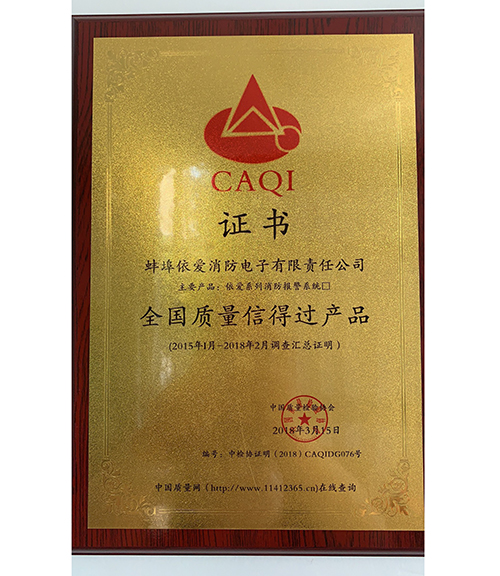 CAQI
证书
蚌埠依爱消防电子有限责任公司
主要产品：依爱系列消防报警系统□
全国质量信得过产品
(2015年1月-2018年2月调查汇总证明)
中国质量检验协会
2018年3月15日
编号：中检协证明(2018)CAQIDG076号
中国质量网(http://www.11412365.cn)在线查询